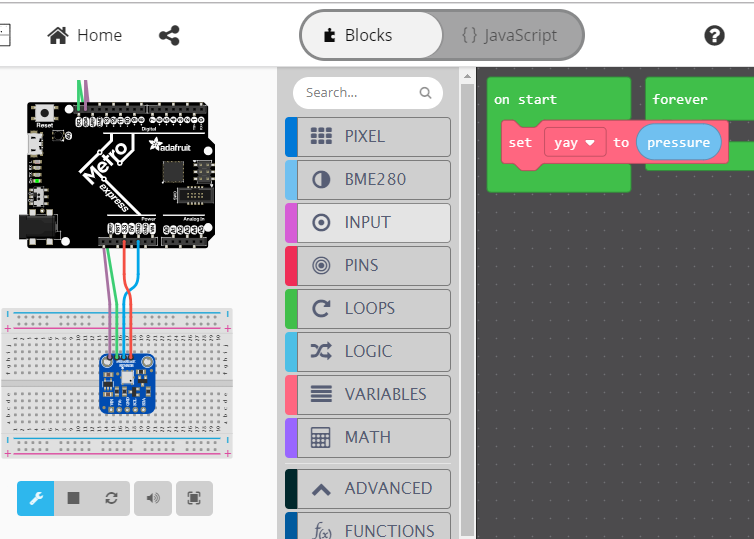 Home
Blocks
{ } JavaScript
Search...
on start
forever
set yay to pressure
PIXEL
BME280
INPUT
PINS
LOOPS
LOGIC
VARIABLES
MATH
ADVANCED
f(x) FUNCTIONS
Reset
Digital
adafruit
Metro
express
Power
Analog In